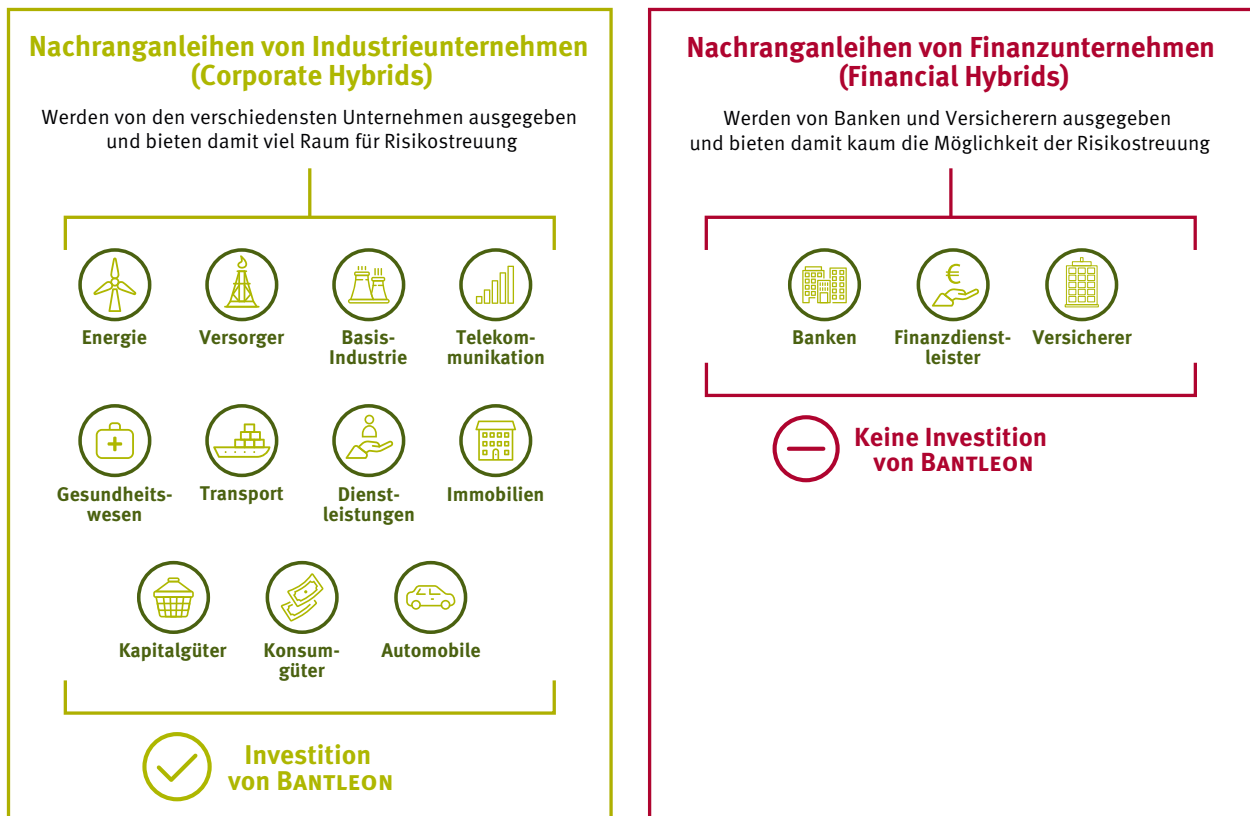 Nachranganleihen von Industrieunternehmen
(Corporate Hybrids)
Werden von den verschiedensten Unternehmen ausgegeben
und bieten damit viel Raum für Risikostreuung
Energie
Versorger
Basis-
Industrie
Telekom-
munikation
Gesundheits-
wesen
Transport
Dienst-
leistungen
Immobilien
Kapitalgüter
Konsum-
güter
Automobile
Investition
von BANTLEON
Nachranganleihen von Finanzunternehmen
(Financial Hybrids)
Werden von Banken und Versicherern ausgegeben
und bieten damit kaum die Möglichkeit der Risikostreuung
€
Banken
Finanzdienst-
leister
Versicherer
Keine Investition
von BANTLEON